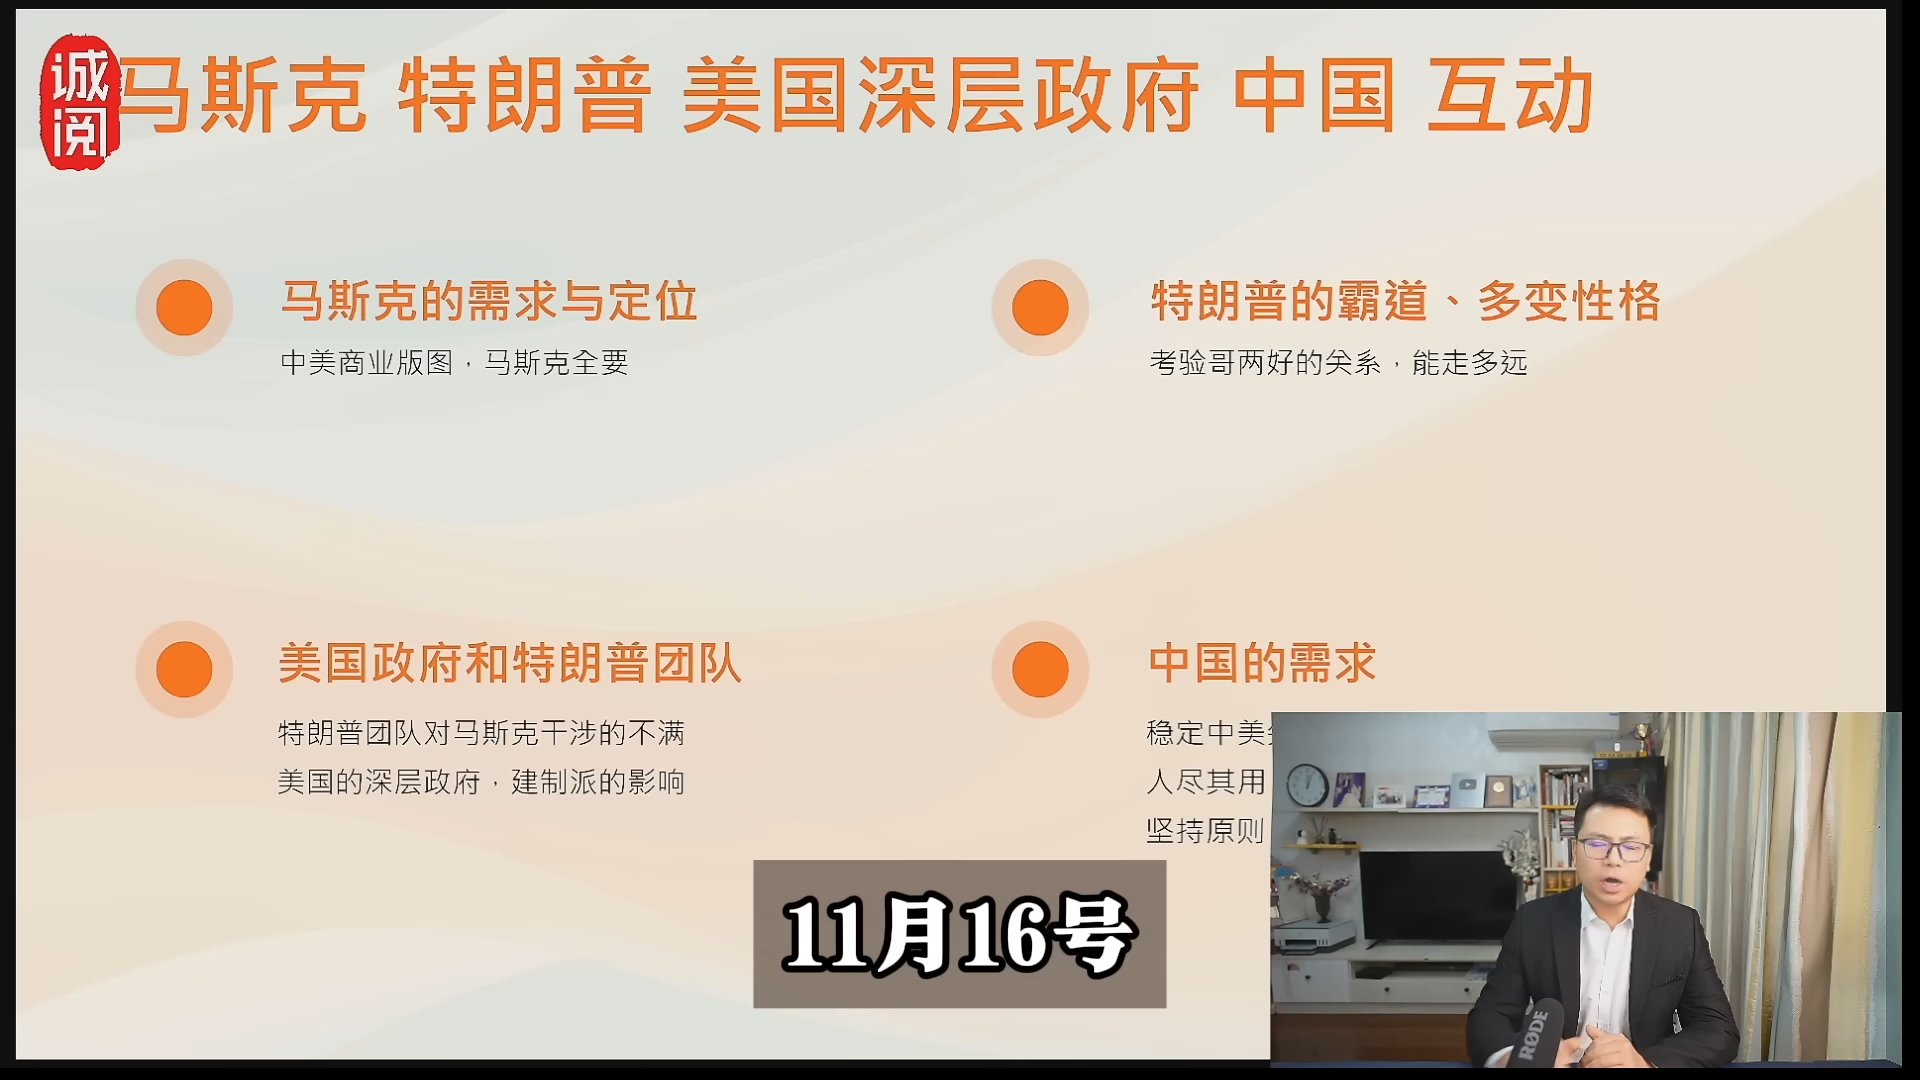 诚阅
马斯克 特朗普 美国深层政府 中国 互动
马斯克的需求与定位
中美商业版图，马斯克全要
特朗普的霸道、多变性格
考验哥两好的关系，能走多远
美国政府和特朗普团队
特朗普团队对马斯克干涉的不满
美国的深层政府，建制派的影响
中国的需求
稳定中美
人尽其用
坚持原则
11月16号
RØDE